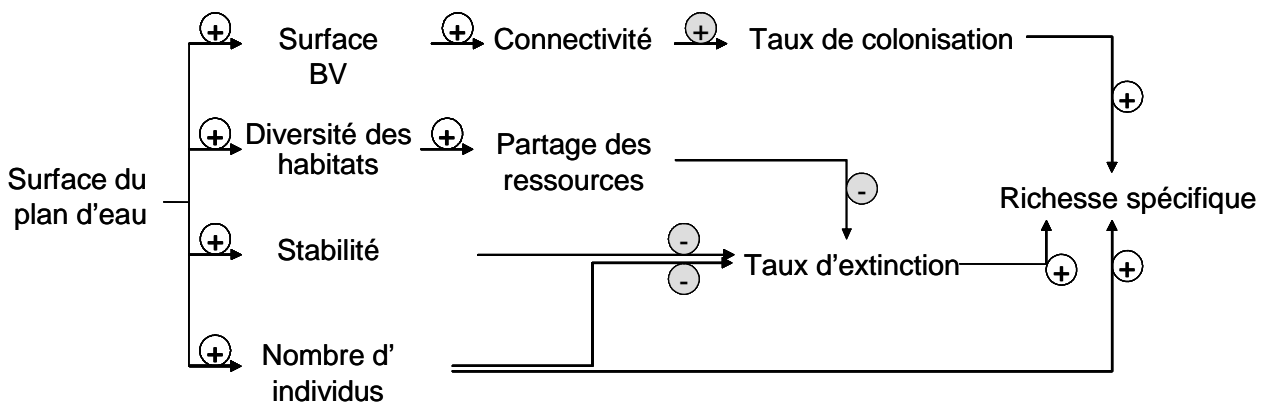 +
Surface
BV
+
Connectivité
+
Taux de colonisation
+
+
Diversité des
habitats
+
Partage des
ressources
-
Surface du
plan d'eau
Richesse spécifique
+
Stabilité
-
-
Taux d'extinction
+
+
+
Nombre d'
individus